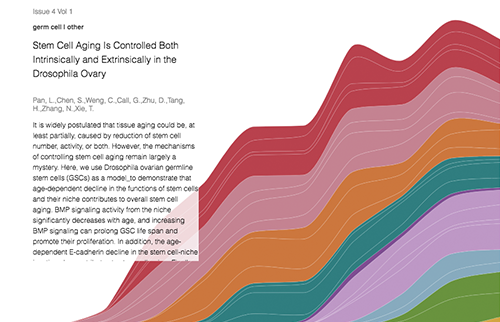 Issue 4 Vol 1
germ cell I other
Stem Cell Aging Is Controlled Both
Intrinsically and Extrinsically in the
Drosophila Ovary
Pan, L.,Chen, S.,Weng, C.,Call, G.,Zhu, D.,Tang,
H.,Zhang, N.,Xie, T.
It is widely postulated that tissue aging could be, at
least partially, caused by reduction of stem cell
number, activity, or both. However, the mechanisms
of controlling stem cell aging remain largely a
mystery. Here, we use Drosophila ovarian germline
stem cells (GSCs) as a model_to demonstrate that
age-dependent decline in the functions of stem cells
and their niche contributes to overall stem cell
aging. BMP signaling activity from the niche
significantly decreases with age, and increasing
BMP signaling can prolong GSC life span and
promote their proliferation. In addition, the age-
dependent E-cadherin decline in the stem cell-niche